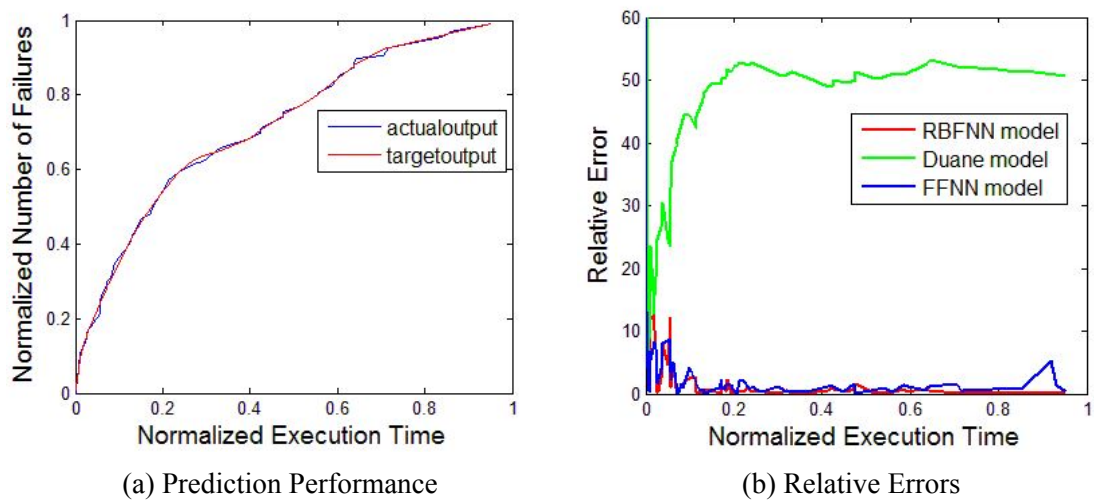 1
0.8
0.6
0.4
0.2
0
0
0.2
0.4
0.6
0.8
1
Normalized Number of Failures
Normalized Execution Time
actualoutput
targetoutput
(a) Prediction Performance
60
50
40
30
20
10
0
0
0.2
0.4
0.6
0.8
1
Relative Error
Normalized Execution Time
RBFNN model
Duane model
FFNN model
(b) Relative Errors